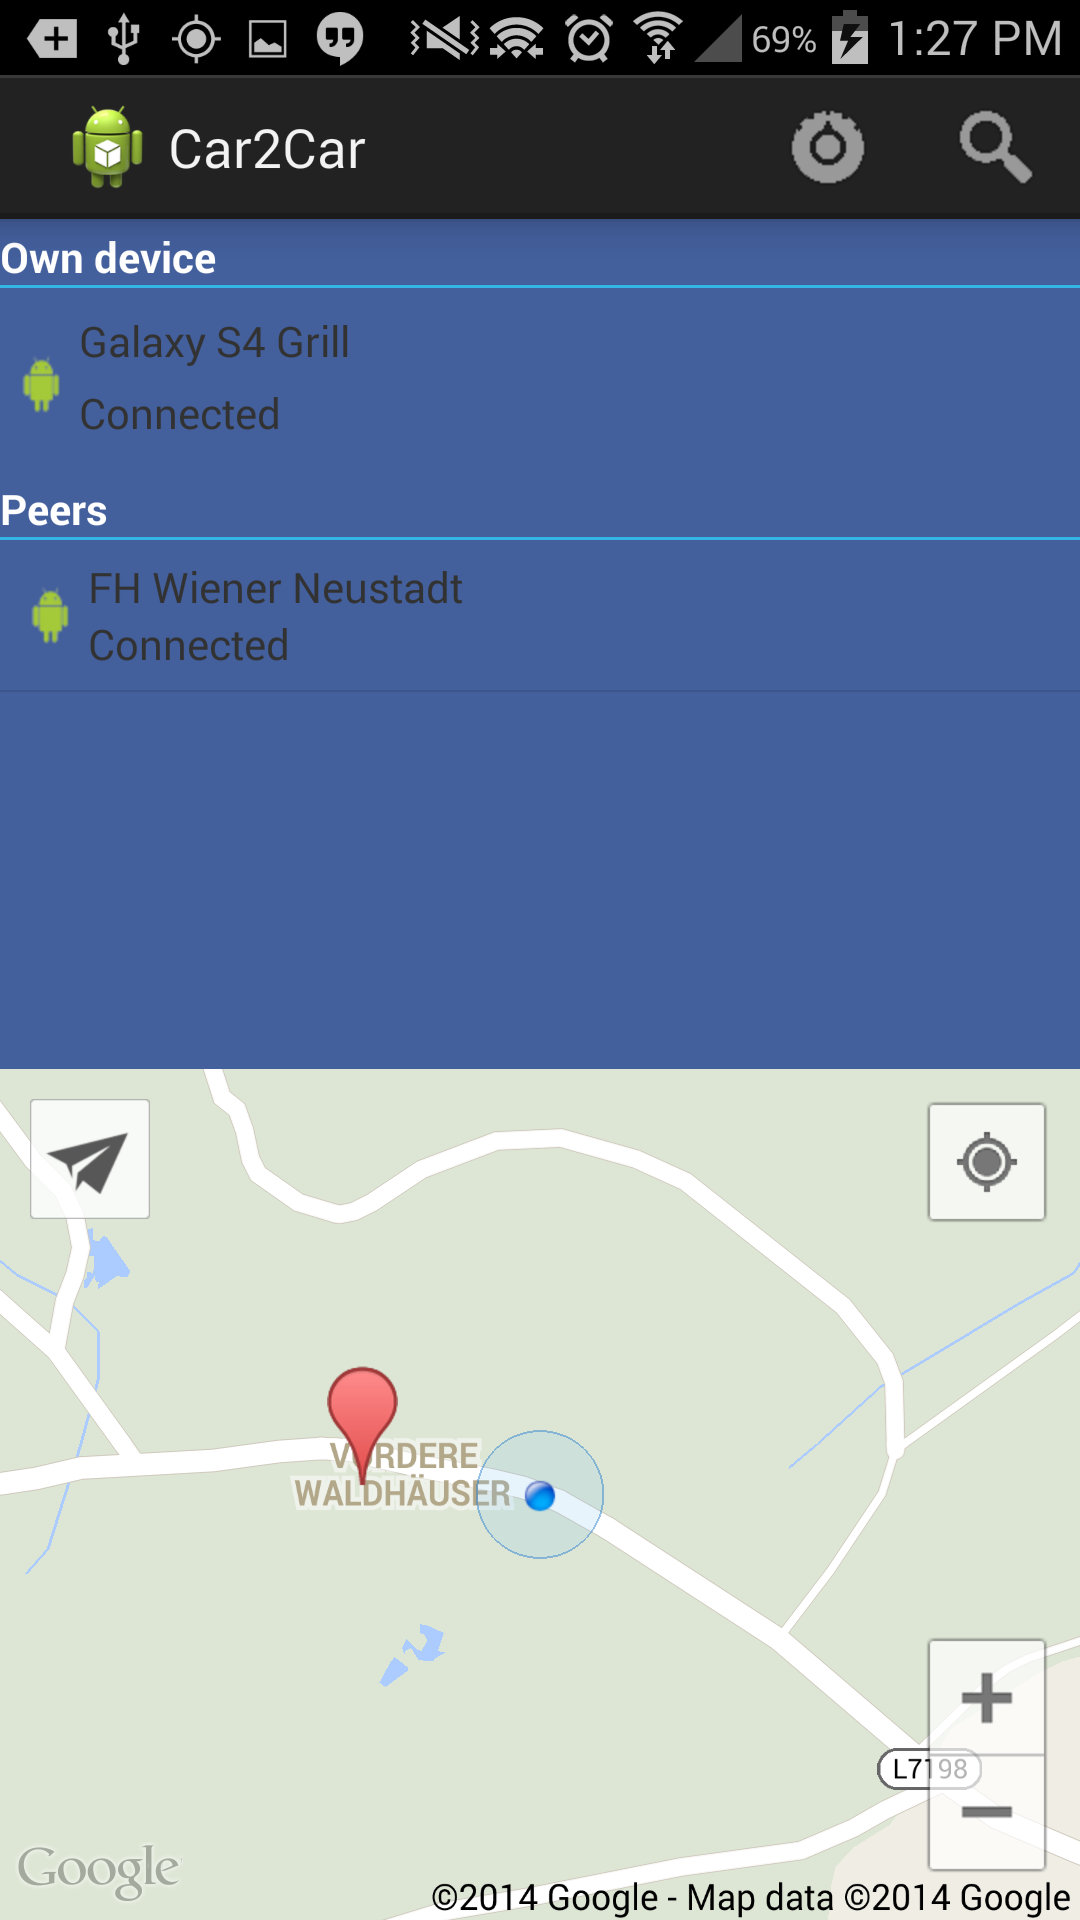 69% 1:27 PM
Car2Car
Own device
Galaxy S4 Grill
Connected
Peers
FH Wiener Neustadt
Connected
VORDERE
WALDHÄUSER
L7198
Google
©2014 Google - Map data ©2014 Google